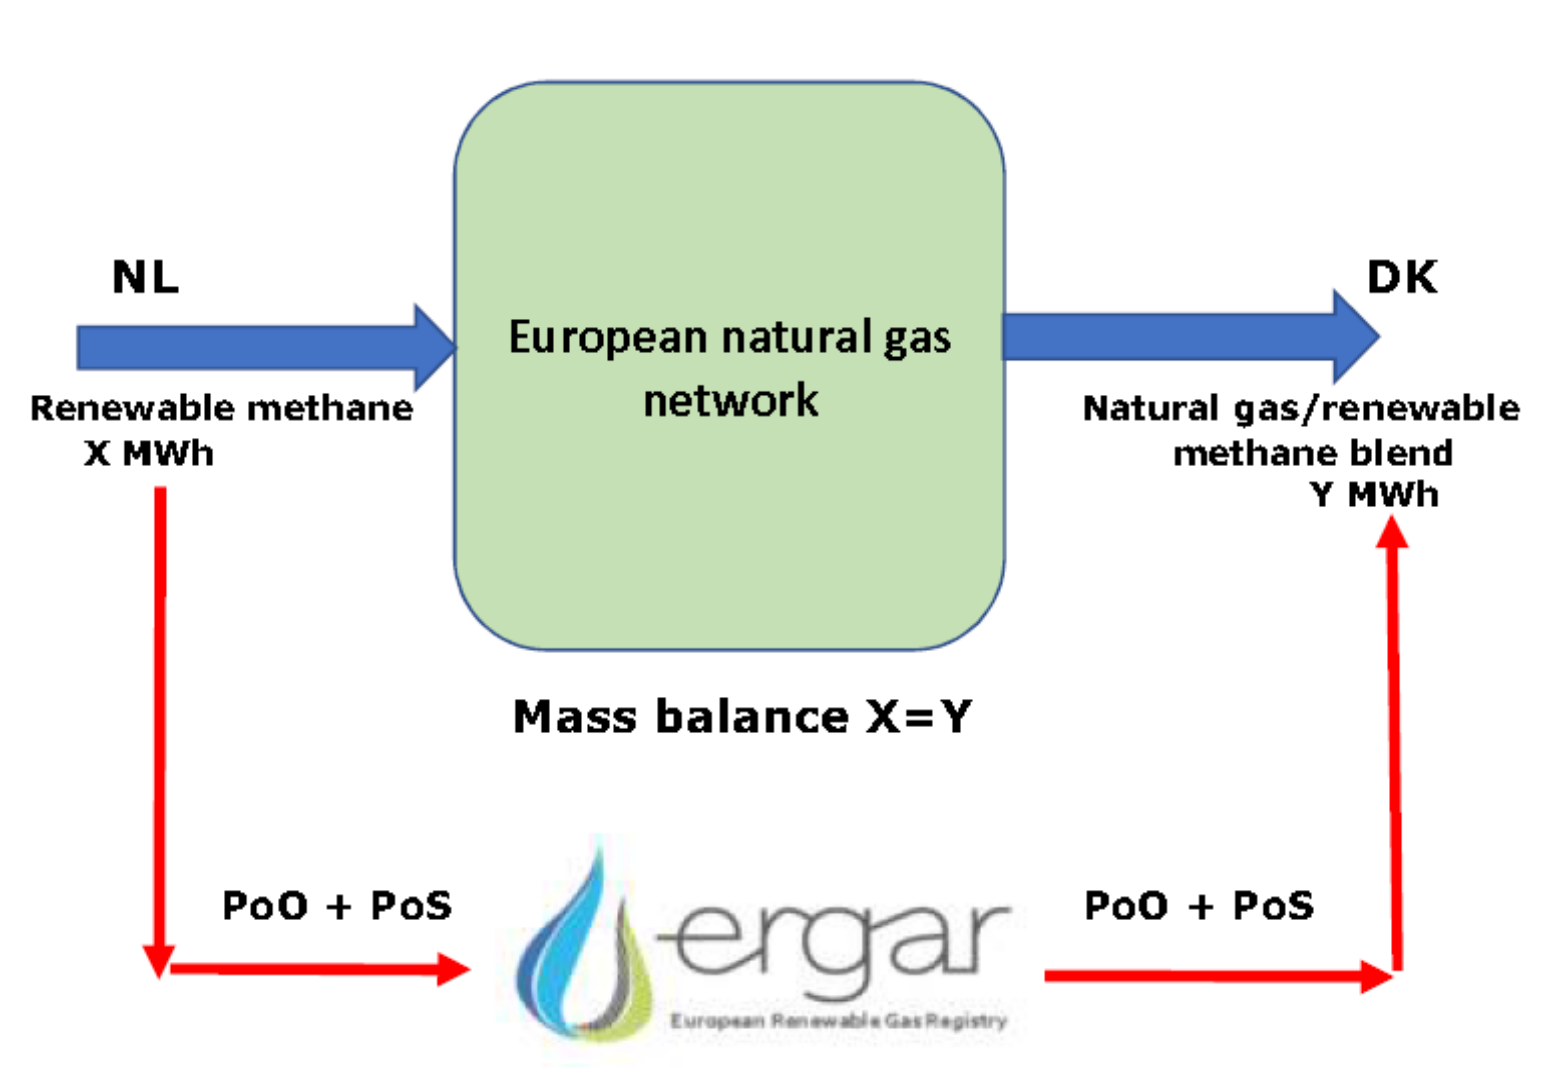 NL
DK
European natural gas
network
Renewable methane
X MWh
Natural gas/renewable
methane blend
Y MWh
Mass balance X=Y
PoO + PoS
ergar
European Renewable Gas Registry
PoO + PoS